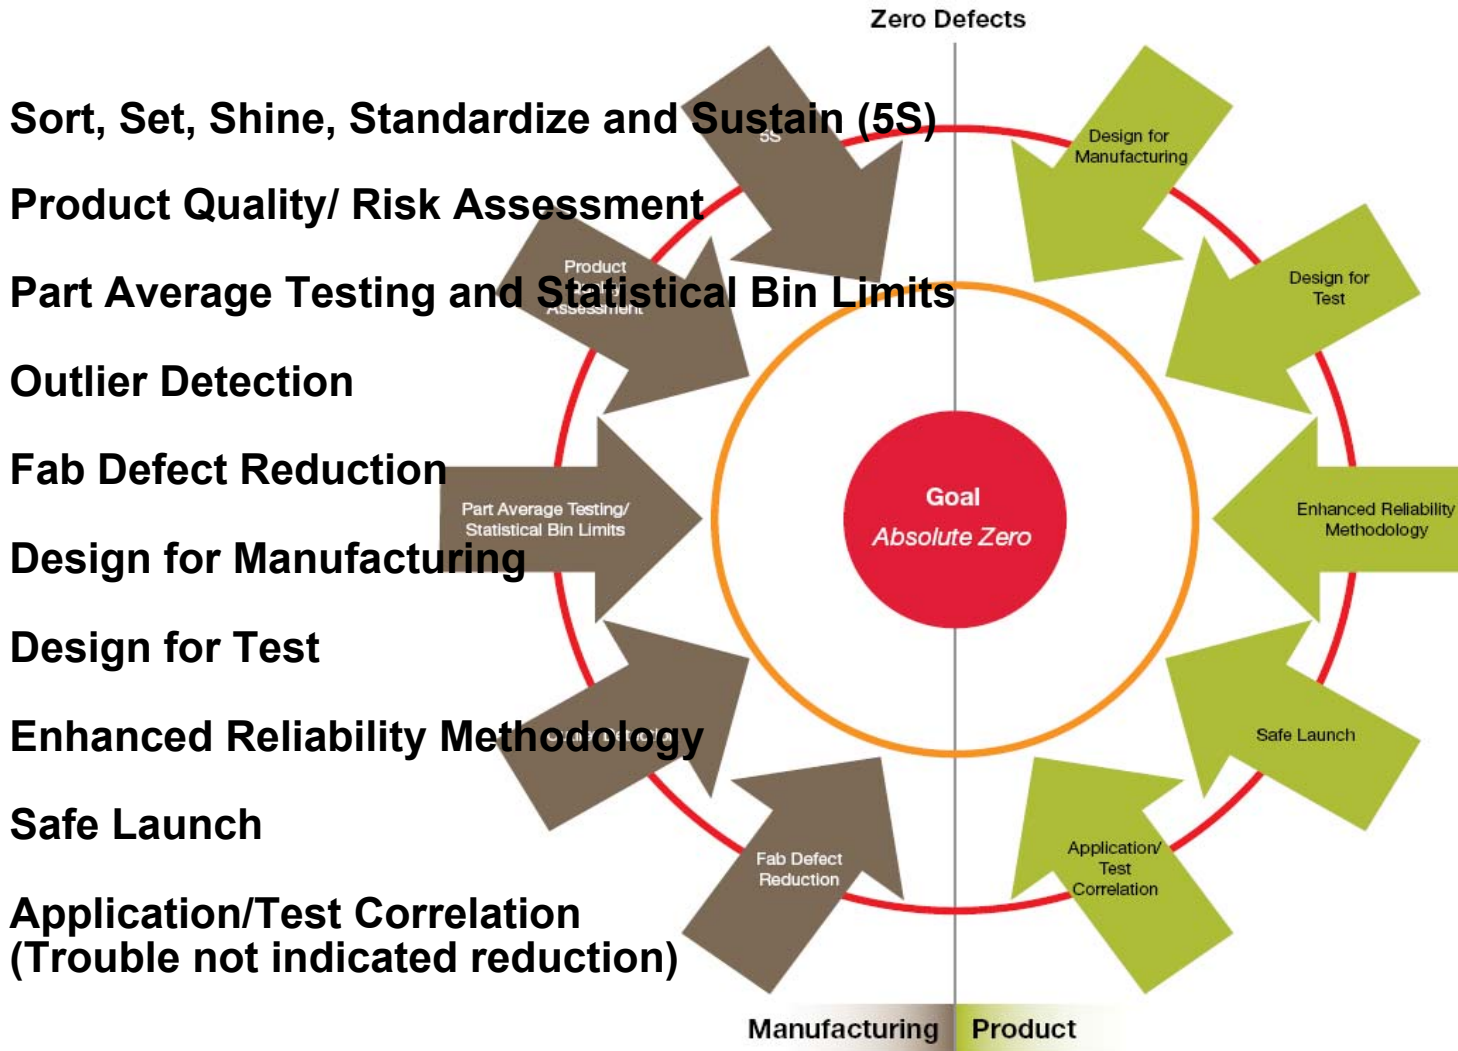 Zero Defects
Sort, Set, Shine, Standardize and Sustain (5S)
Product Quality/ Risk Assessment
Part Average Testing and Statistical Bin Limits
Outlier Detection
Fab Defect Reduction
Design for Manufacturing
Design for Test
Enhanced Reliability Methodology
Safe Launch
Application/Test Correlation
(Trouble not indicated reduction)
5S
Product
Assessment
Part Average Testing/
Statistical Bin Limits
Fab Defect
Reduction
Goal
Absolute Zero
Design for
Manufacturing
Design for
Test
Enhanced Reliability
Methodology
Safe Launch
Application/
Test
Correlation
Manufacturing
Product